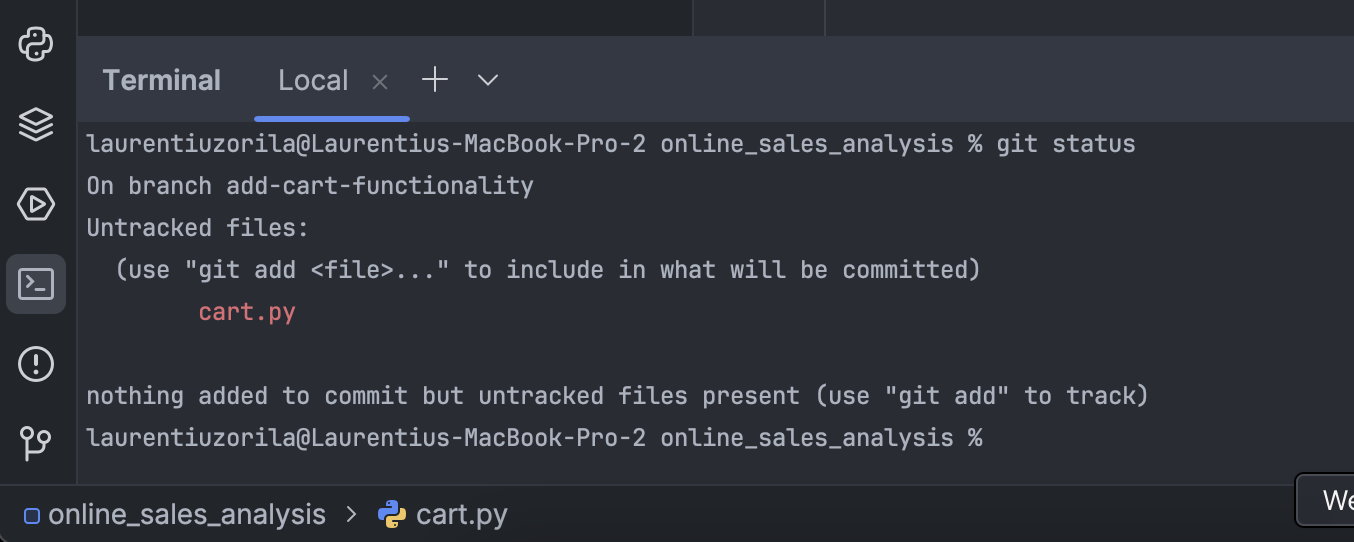 Terminal Local
laurentiuzorila@Laurentius-MacBook-Pro-2 online_sales_analysis % git status
On branch add-cart-functionality
Untracked files:
(use "git add <file>..." to include in what will be committed)
cart.py
nothing added to commit but untracked files present (use "git add" to track)
laurentiuzorila@Laurentius-MacBook-Pro-2 online_sales_analysis %
online_sales_analysis > cart.py